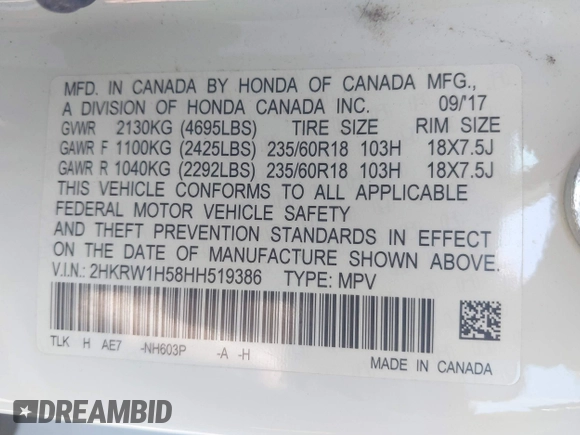 MFD. IN CANADA BY HONDA OF CANADA MFG.,
A DIVISION OF HONDA CANADA INC. 09/'17
GVWR 2130KG (4695LBS) TIRE SIZE RIM SIZE
GAWR F 1100KG (2425LBS) 235/60R18 103H 18X7.5J
GAWR R 1040KG (2292LBS) 235/60R18 103H 18X7.5J
THIS VEHICLE CONFORMS TO ALL APPLICABLE
FEDERAL MOTOR VEHICLE SAFETY
AND THEFT PREVENTION STANDARDS IN EFFECT
ON THE DATE OF MANUFACTURE SHOWN ABOVE.
V.I.N.: 2HKRW1H58HH519386 TYPE: MPV
TLK H AE7 -NH603P -A -H
MADE IN CANADA
DREAMBID